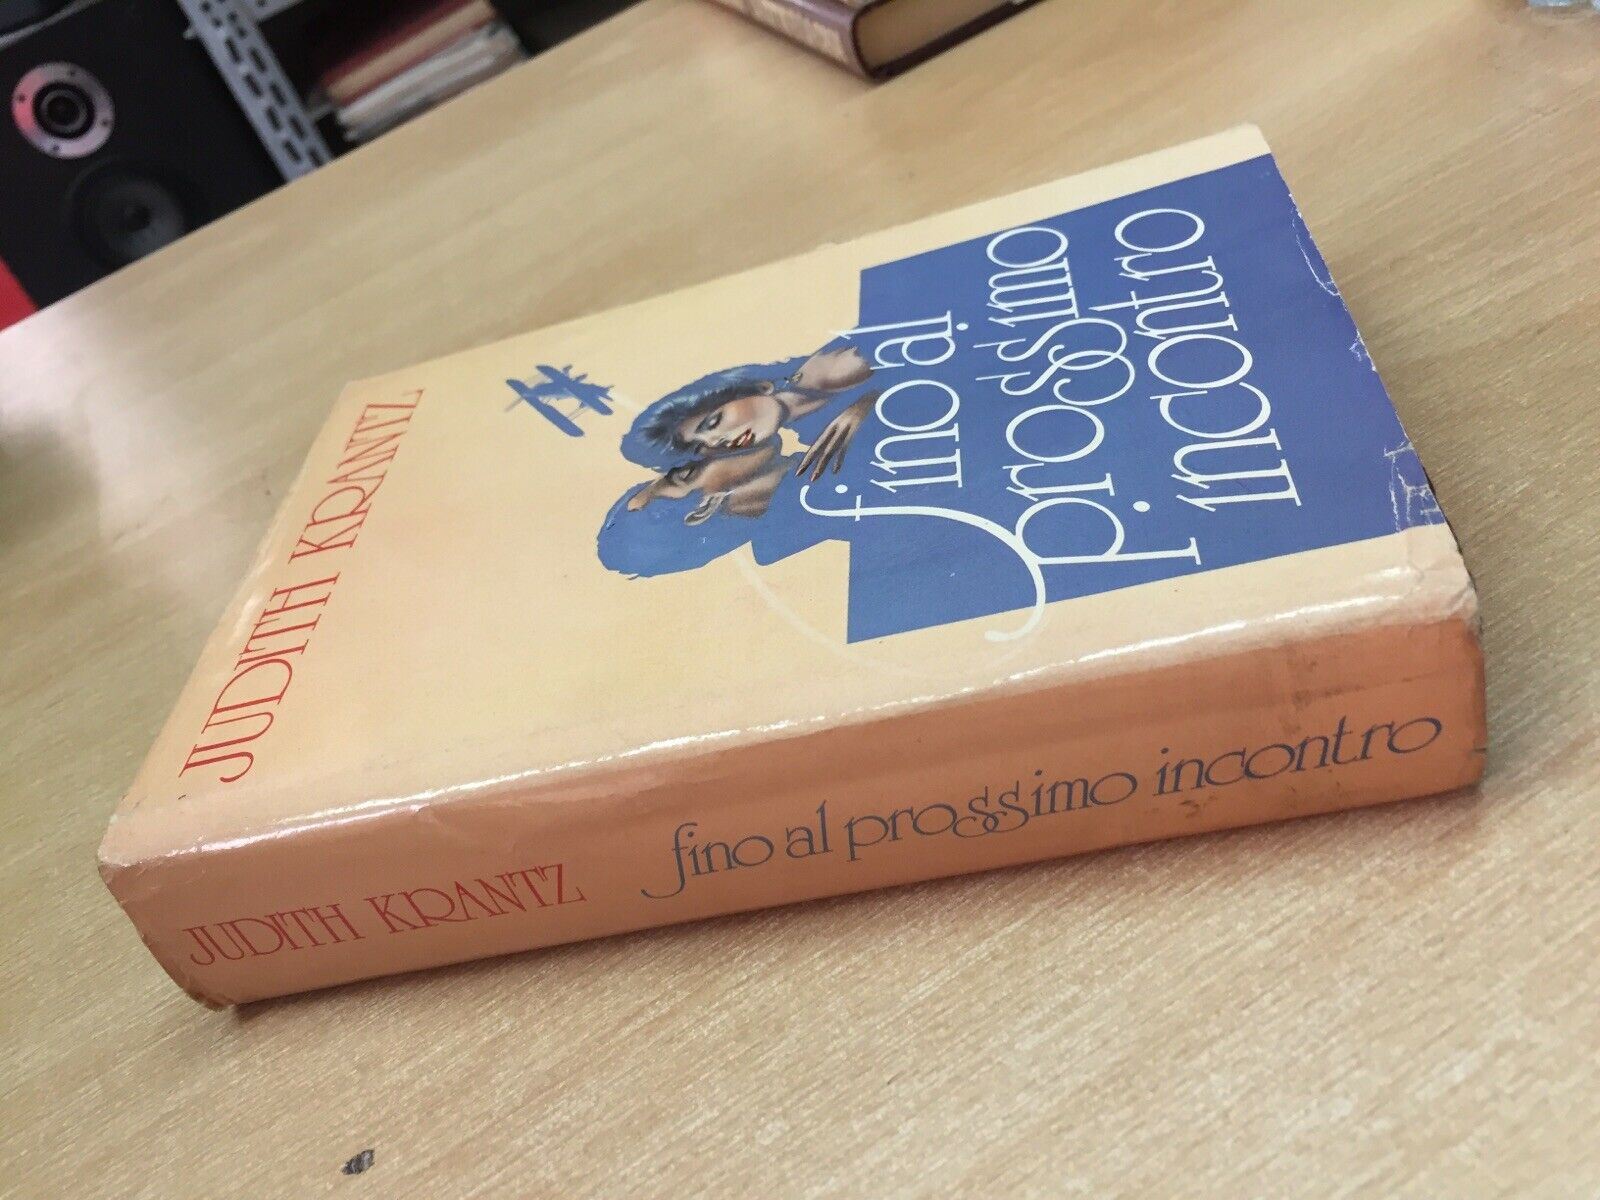 JUDITH KRANTZ
fino al
prossimo
incontro
JUDITH KRANTZ fino al prossimo incontro